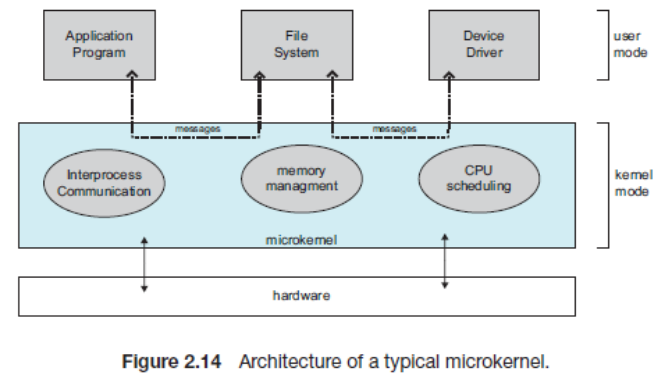 Application
Program
File
System
Device
Driver
user
mode
messages
messages
Interprocess
Communication
memory
managment
CPU
scheduling
kernel
mode
microkernel
hardware
Figure 2.14 Architecture of a typical microkernel.